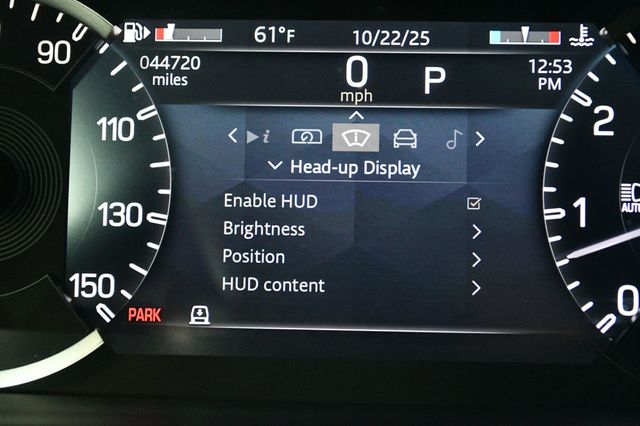 90
61°F
10/22/25
044720
miles
0
mph
P
12:53
PM
110
2
i
Head-up Display
Enable HUD
AUTO
Brightness
130
1
Position
150
HUD content
0
PARK